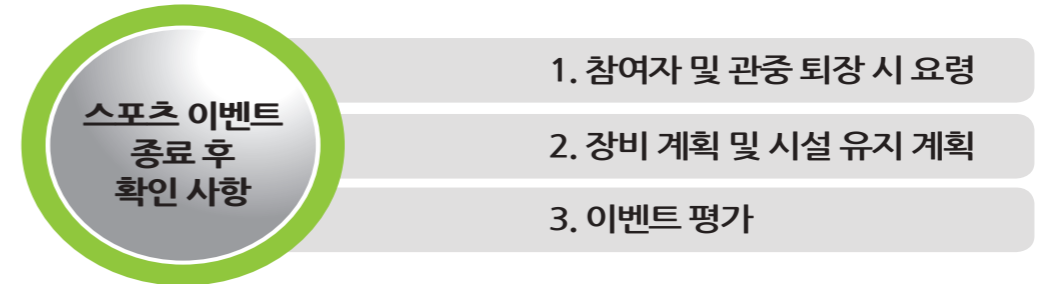 스포츠 이벤트
종료 후
확인 사항
1. 참여자 및 관중 퇴장 시 요령
2. 장비 계획 및 시설 유지 계획
3. 이벤트 평가